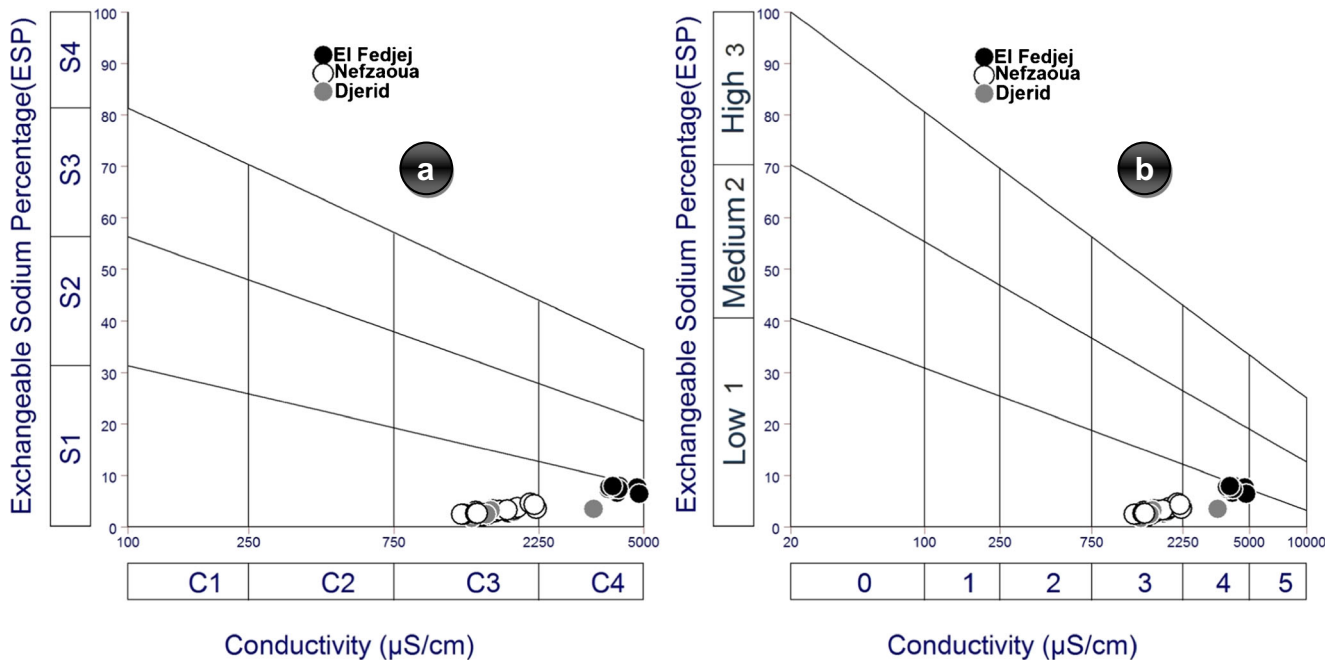 Exchangeable Sodium Percentage(ESP)
S4
S3
S2
S1
100
90
80
70
60
50
40
30
20
10
0
El Fedjej
Nefzaoua
Djerid
a
100
250
750
2250
5000
C1
C2
C3
C4
Conductivity (µS/cm)
Exchangeable Sodium Percentage(ESP)
High 3
Medium 2
Low 1
100
90
80
70
60
50
40
30
20
10
0
El Fedjej
Nefzaoua
Djerid
b
20
100
250
750
2250
5000
10000
0
1
2
3
4
5
Conductivity (µS/cm)